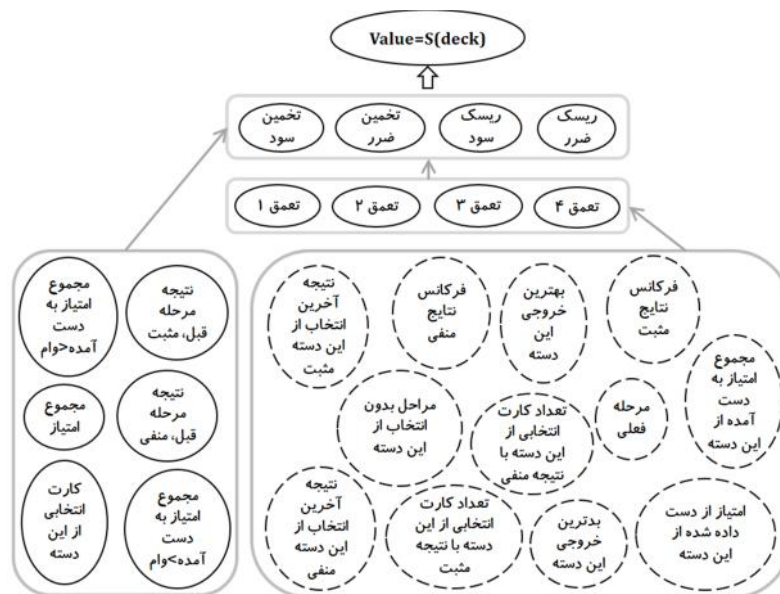 Value=S(deck)
تخمین
سود
تخمین
ضرر
ریسک
سود
ریسک
ضرر
تعمق ۱
تعمق ۲
تعمق ۳
تعمق ۴
مجموع
امتیاز به
دست
آمده<وام
نتیجه
مرحله
قبل، مثبت
مجموع
امتیاز
نتیجه
مرحله
قبل، منفی
کارت
انتخابی
از این
دسته
مجموع
امتیاز به
دست
آمده>وام
نتیجه
آخرین
انتخاب از
این دسته
مثبت
فرکانس
نتایج
منفی
بهترین
خروجی
این
دسته
فرکانس
نتایج
مثبت
مجموع
امتیاز به
دست
آمده از
این دسته
مراحل بدون
انتخاب از
این دسته
تعداد کارت
انتخابی از
این دسته با
نتیجه منفی
مرحله
فعلی
نتیجه
آخرین
انتخاب از
این دسته
منفی
تعداد کارت
انتخابی از این
دسته با نتیجه
مثبت
بدترین
خروجی
این دسته
امتیاز از دست
داده شده از
این دسته